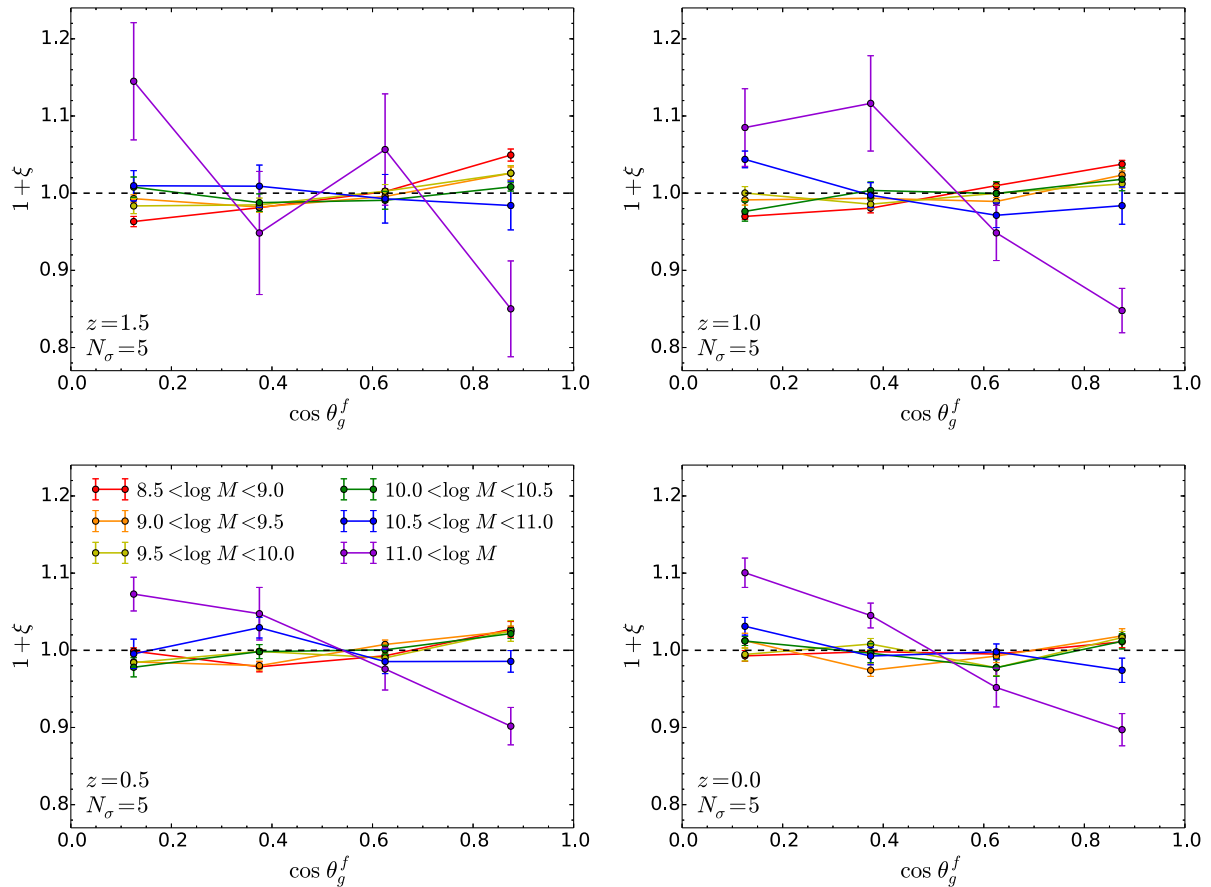 1.2
1.1
1.0
0.9
0.8
1 + ξ
z = 1.5
N_σ = 5
0.0 0.2 0.4 0.6 0.8 1.0
cos θ_g^f
1.2
1.1
1.0
0.9
0.8
1 + ξ
z = 1.0
N_σ = 5
0.0 0.2 0.4 0.6 0.8 1.0
cos θ_g^f
1.2
1.1
1.0
0.9
0.8
1 + ξ
8.5 < log M < 9.0
9.0 < log M < 9.5
9.5 < log M < 10.0
10.0 < log M < 10.5
10.5 < log M < 11.0
11.0 < log M
z = 0.5
N_σ = 5
0.0 0.2 0.4 0.6 0.8 1.0
cos θ_g^f
1.2
1.1
1.0
0.9
0.8
1 + ξ
z = 0.0
N_σ = 5
0.0 0.2 0.4 0.6 0.8 1.0
cos θ_g^f